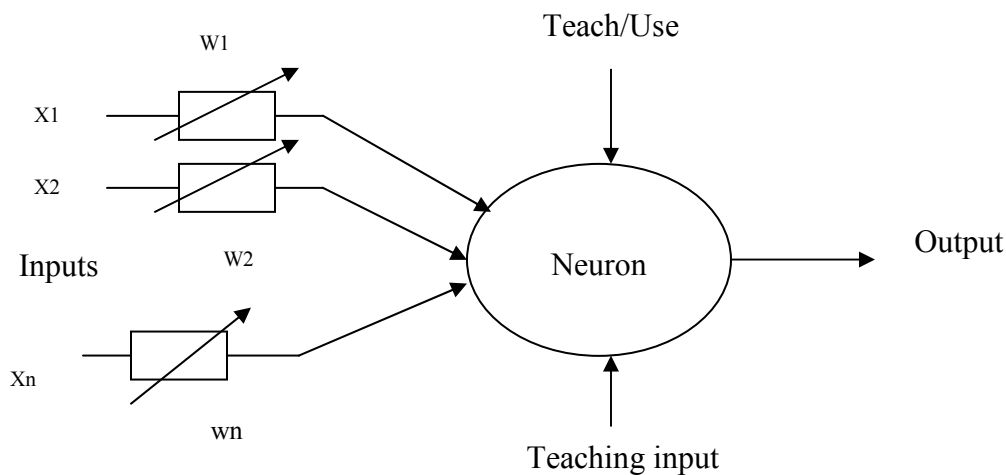 Teach/Use
W1
X1
X2
Output
W2
Inputs
Neuron
Xn
wn
Teaching input